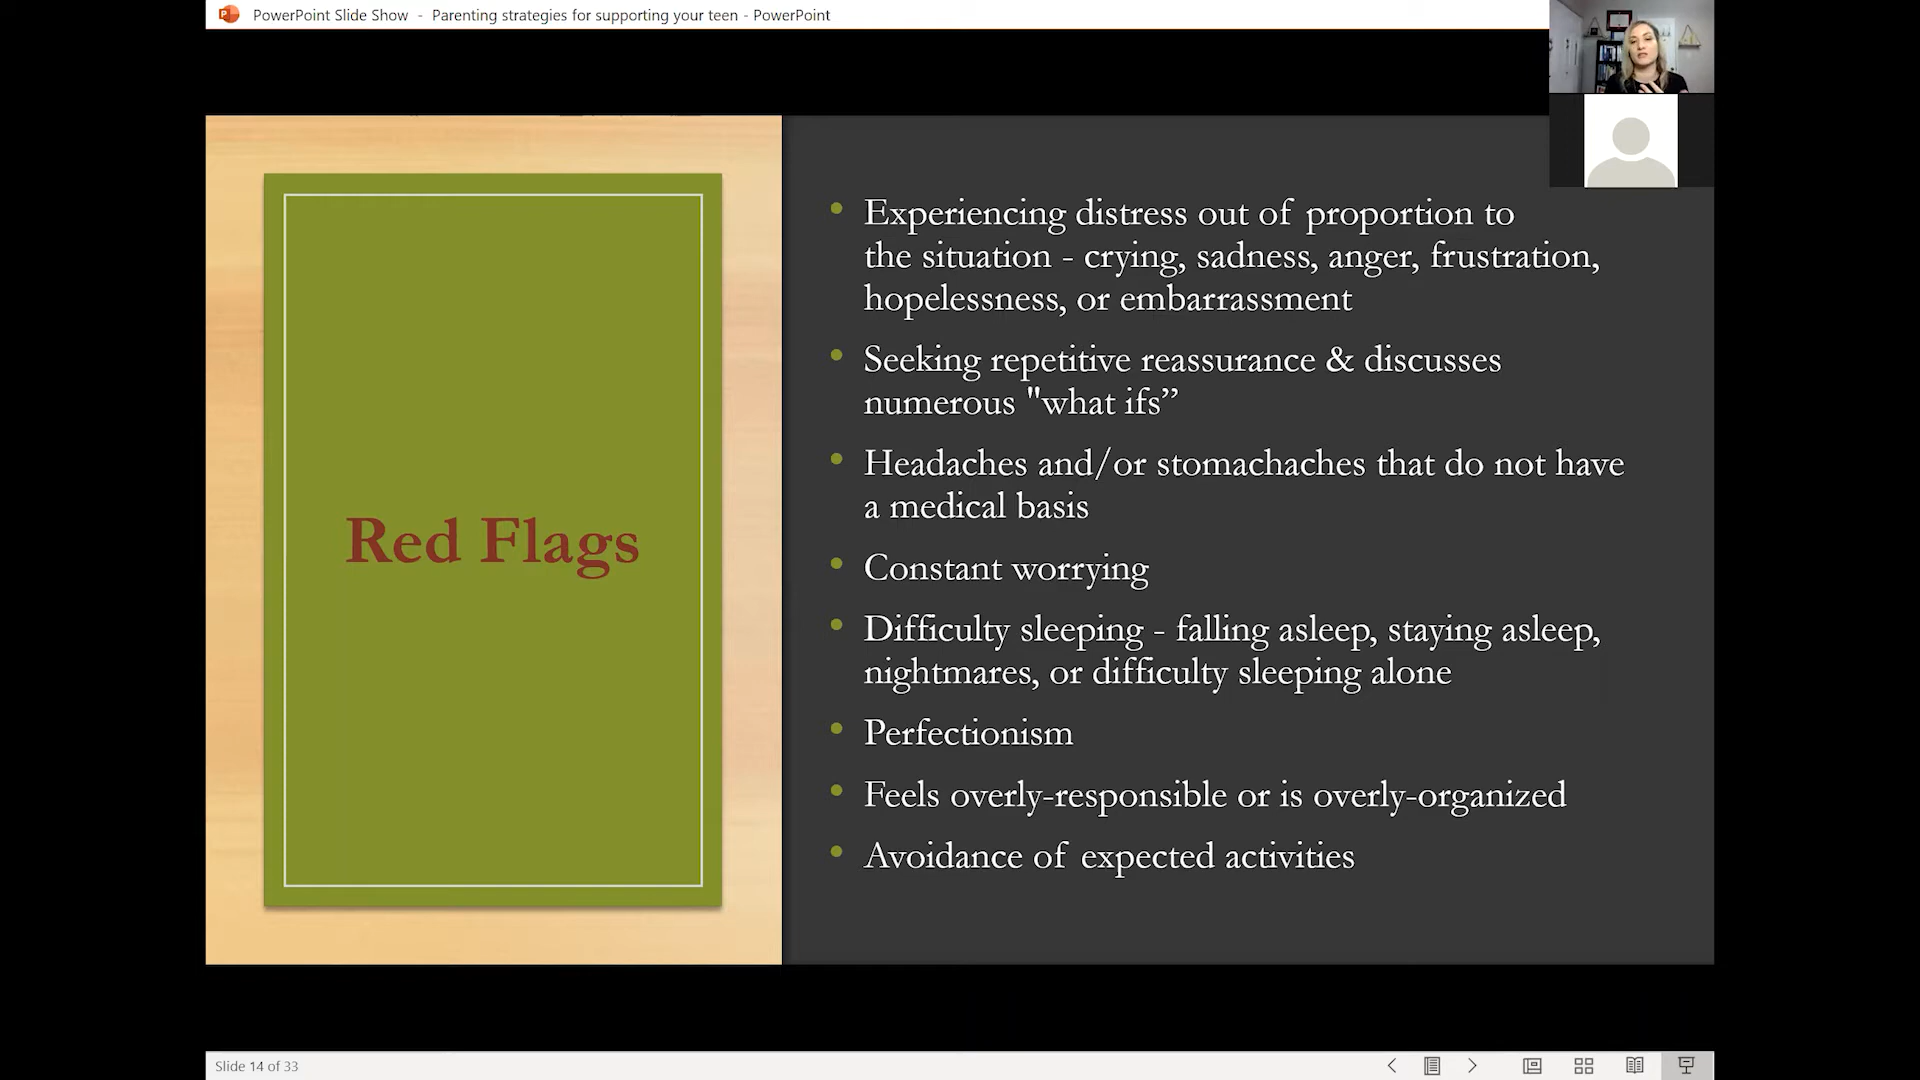 PowerPoint Slide Show - Parenting strategies for supporting your teen - PowerPoint
Red Flags
• Experiencing distress out of proportion to
the situation - crying, sadness, anger, frustration,
hopelessness, or embarrassment
• Seeking repetitive reassurance & discusses
numerous "what ifs”
• Headaches and/or stomachaches that do not have
a medical basis
• Constant worrying
• Difficulty sleeping - falling asleep, staying asleep,
nightmares, or difficulty sleeping alone
• Perfectionism
• Feels overly-responsible or is overly-organized
• Avoidance of expected activities
Slide 14 of 33